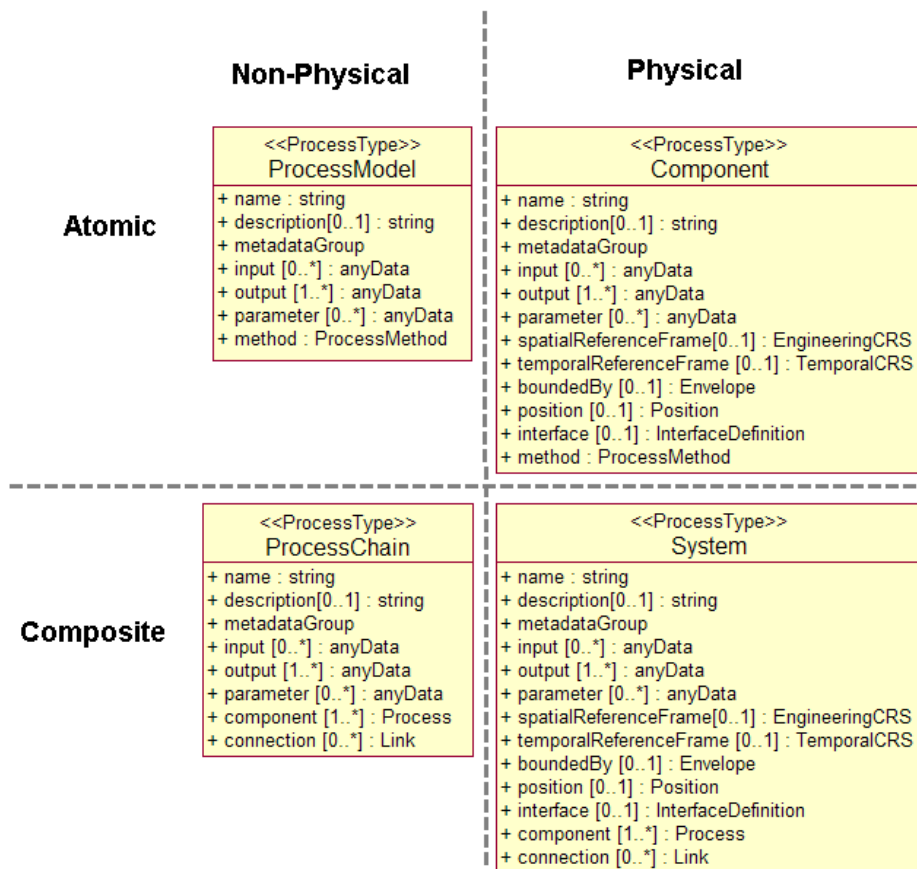 Non-Physical
Physical
Atomic
<<ProcessType>>
ProcessModel
+ name : string
+ description[0..1] : string
+ metadataGroup
+ input [0..*] : anyData
+ output [1..*] : anyData
+ parameter [0..*] : anyData
+ method : ProcessMethod
<<ProcessType>>
Component
+ name : string
+ description[0..1] : string
+ metadataGroup
+ input [0..*] : anyData
+ output [1..*] : anyData
+ parameter [0..*] : anyData
+ spatialReferenceFrame[0..1] : EngineeringCRS
+ temporalReferenceFrame [0..1] : TemporalCRS
+ boundedBy [0..1] : Envelope
+ position [0..1] : Position
+ interface [0..1] : InterfaceDefinition
+ method : ProcessMethod
Composite
<<ProcessType>>
ProcessChain
+ name : string
+ description[0..1] : string
+ metadataGroup
+ input [0..*] : anyData
+ output [1..*] : anyData
+ parameter [0..*] : anyData
+ component [1..*] : Process
+ connection [0..*] : Link
<<ProcessType>>
System
+ name : string
+ description[0..1] : string
+ metadataGroup
+ input [0..*] : anyData
+ output [1..*] : anyData
+ parameter [0..*] : anyData
+ spatialReferenceFrame[0..1] : EngineeringCRS
+ temporalReferenceFrame [0..1] : TemporalCRS
+ boundedBy [0..1] : Envelope
+ position [0..1] : Position
+ interface [0..1] : InterfaceDefinition
+ component [1..*] : Process
+ connection [0..*] : Link